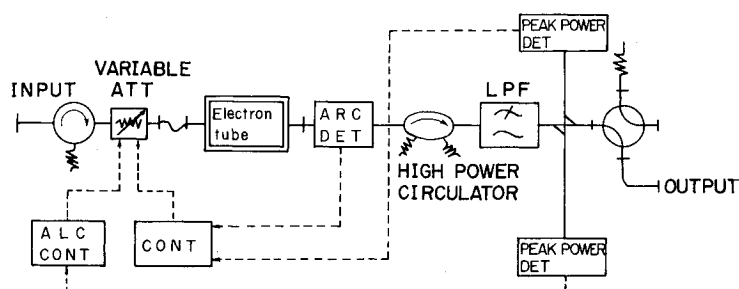 PEAK POWER
DET
VARIABLE
ATT
INPUT
LPF
Electron
tube
ARC
DET
HIGH POWER
CIRCULATOR
OUTPUT
ALC
CONT
CONT
PEAK POWER
DET